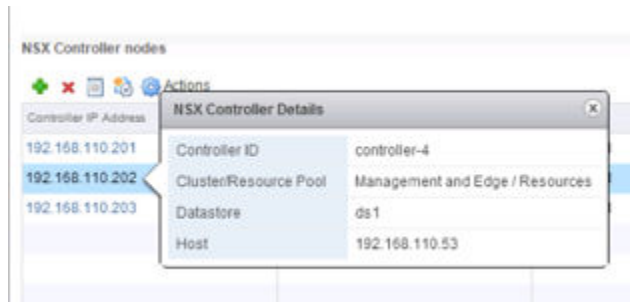 NSX Controller nodes
Actions
Controller IP Address
NSX Controller Details
192.168.110.201
Controller ID
controller-4
192.168.110.202
Cluster/Resource Pool
Management and Edge / Resources
192.168.110.203
Datastore
ds1
Host
192.168.110.53